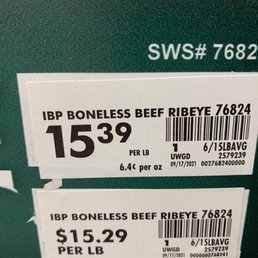 SWS# 7682
IBP BONELESS BEEF RIBEYE 76824
15.39
PER LB
6.4¢ per oz
1 6/15LBAVG
UWGD 2579239
09/17/2021 0002768240000
IBP BONELESS BEEF RIBEYE 76824
$15.29
PER LB
1 6/15LBAVG
UWGD 2579239
09/17/2021 000000076824